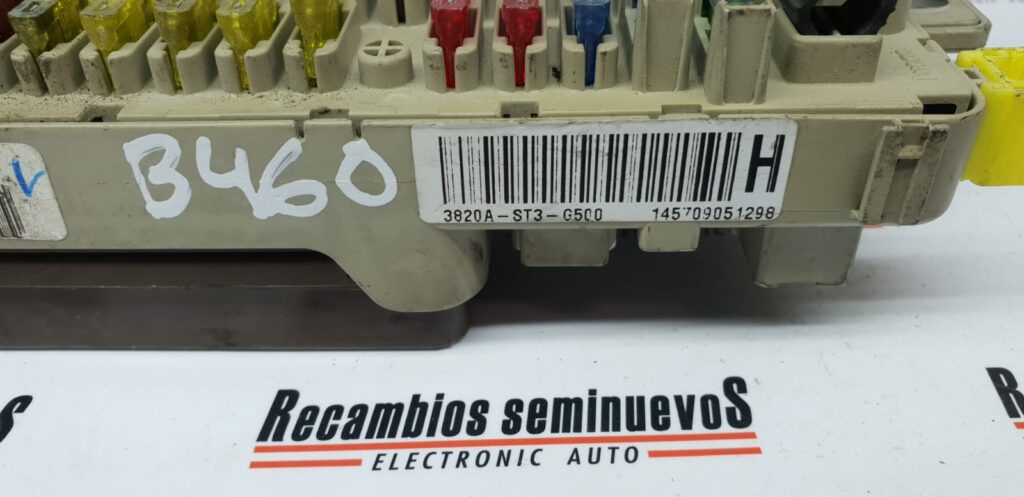 B460
H
3820A-ST3-G500 145709051298
Recambios seminuevos
ELECTRONIC AUTO